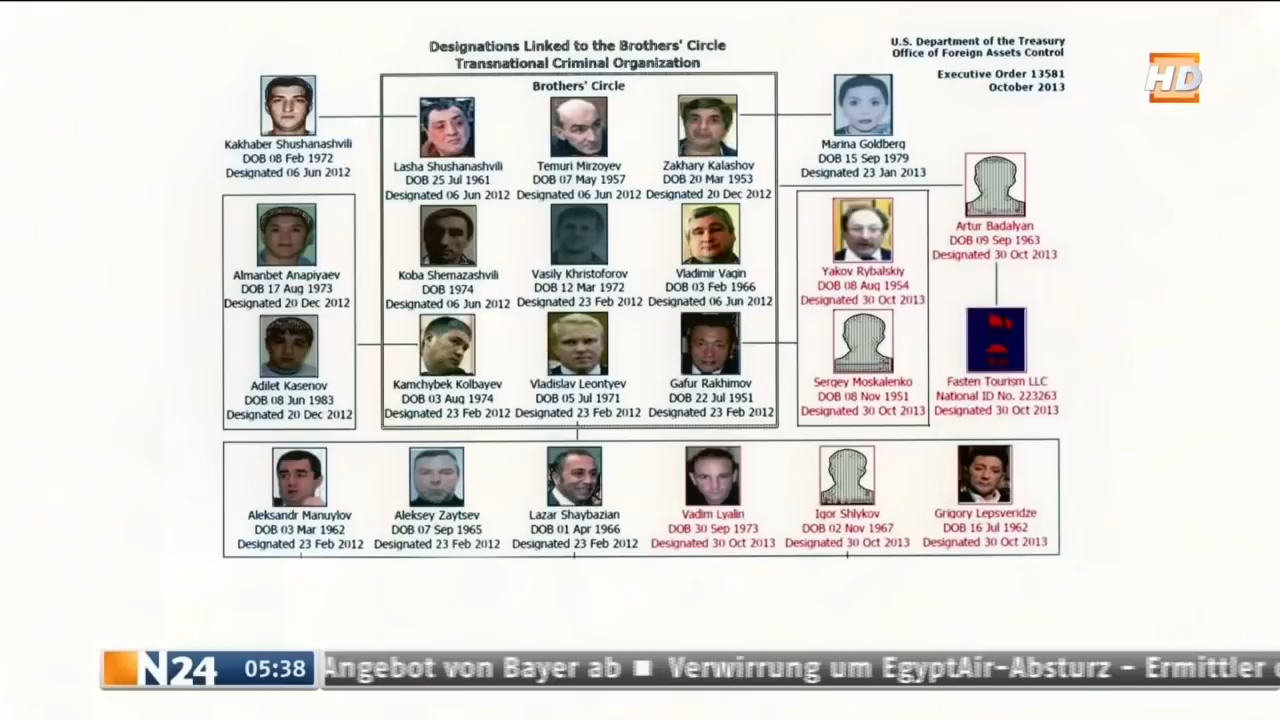 Designations Linked to the Brothers' Circle
Transnational Criminal Organization
U.S. Department of the Treasury
Office of Foreign Assets Control
Executive Order 13581
October 2013
HD
Brothers' Circle
Kakhaber Shushanashvili
DOB 08 Feb 1972
Designated 06 Jun 2012
Lasha Shushanashvili
DOB 25 Jul 1961
Designated 06 Jun 2012
Temuri Mirzoyev
DOB 07 May 1957
Designated 06 Jun 2012
Zakhary Kalashov
DOB 20 Mar 1953
Designated 20 Dec 2012
Marina Goldberg
DOB 15 Sep 1979
Designated 23 Jan 2013
Artur Badalyan
DOB 09 Sep 1963
Designated 30 Oct 2013
Almanbet Anapiyaev
DOB 17 Aug 1973
Designated 20 Dec 2012
Koba Shemazashvili
DOB 1974
Designated 06 Jun 2012
Vasily Khristoforov
DOB 12 Mar 1972
Designated 23 Feb 2012
Vladimir Vagin
DOB 03 Feb 1966
Designated 06 Jun 2012
Yakov Rybalskiy
DOB 08 Aug 1954
Designated 30 Oct 2013
Adilet Kasenov
DOB 08 Jun 1983
Designated 20 Dec 2012
Kamchybek Kolbayev
DOB 03 Aug 1974
Designated 23 Feb 2012
Vladislav Leontyev
DOB 05 Jul 1971
Designated 23 Feb 2012
Gafur Rakhimov
DOB 22 Jul 1951
Designated 23 Feb 2012
Sergey Moskalenko
DOB 08 Nov 1951
Designated 30 Oct 2013
Fasten Tourism LLC
National ID No. 223263
Designated 30 Oct 2013
Aleksandr Manuylov
DOB 03 Mar 1962
Designated 23 Feb 2012
Aleksey Zaytsev
DOB 07 Sep 1965
Designated 23 Feb 2012
Lazar Shaybazian
DOB 01 Apr 1966
Designated 23 Feb 2012
Vadim Lyalin
DOB 30 Sep 1973
Designated 30 Oct 2013
Igor Shlykov
DOB 02 Nov 1967
Designated 30 Oct 2013
Grigory Lepsveridze
DOB 16 Jul 1962
Designated 30 Oct 2013
N24 05:38 Angebot von Bayer ab ■ Verwirrung um EgyptAir-Absturz - Ermittler